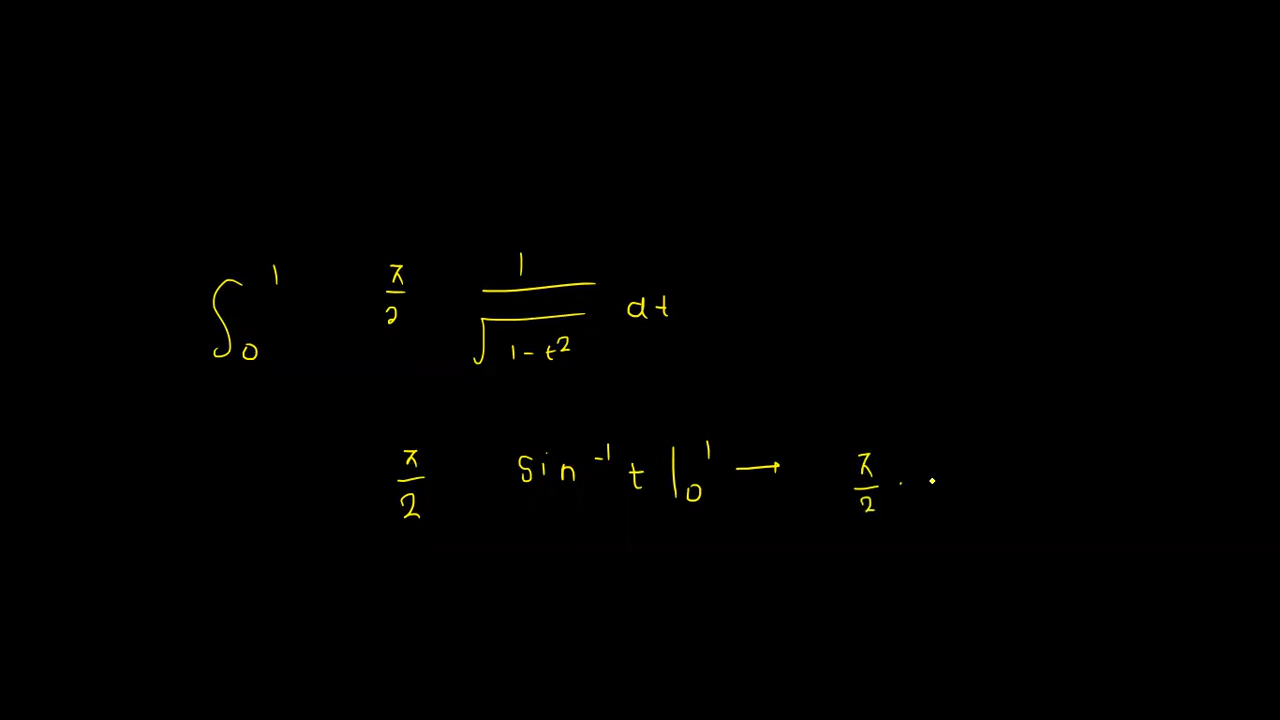 ∫₀¹ π/2 1/√(1-t²) dt
π/2 sin⁻¹ t |₀¹ → π/2 ·